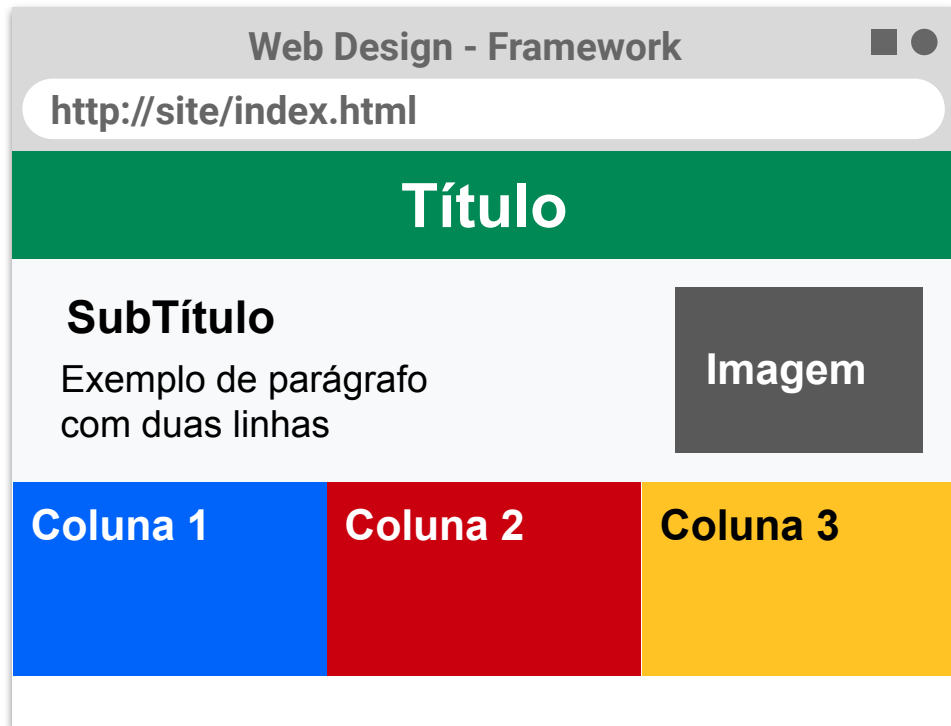 Web Design - Framework
http://site/index.html
Título
SubTítulo
Exemplo de parágrafo
com duas linhas
Imagem
Coluna 1
Coluna 2
Coluna 3